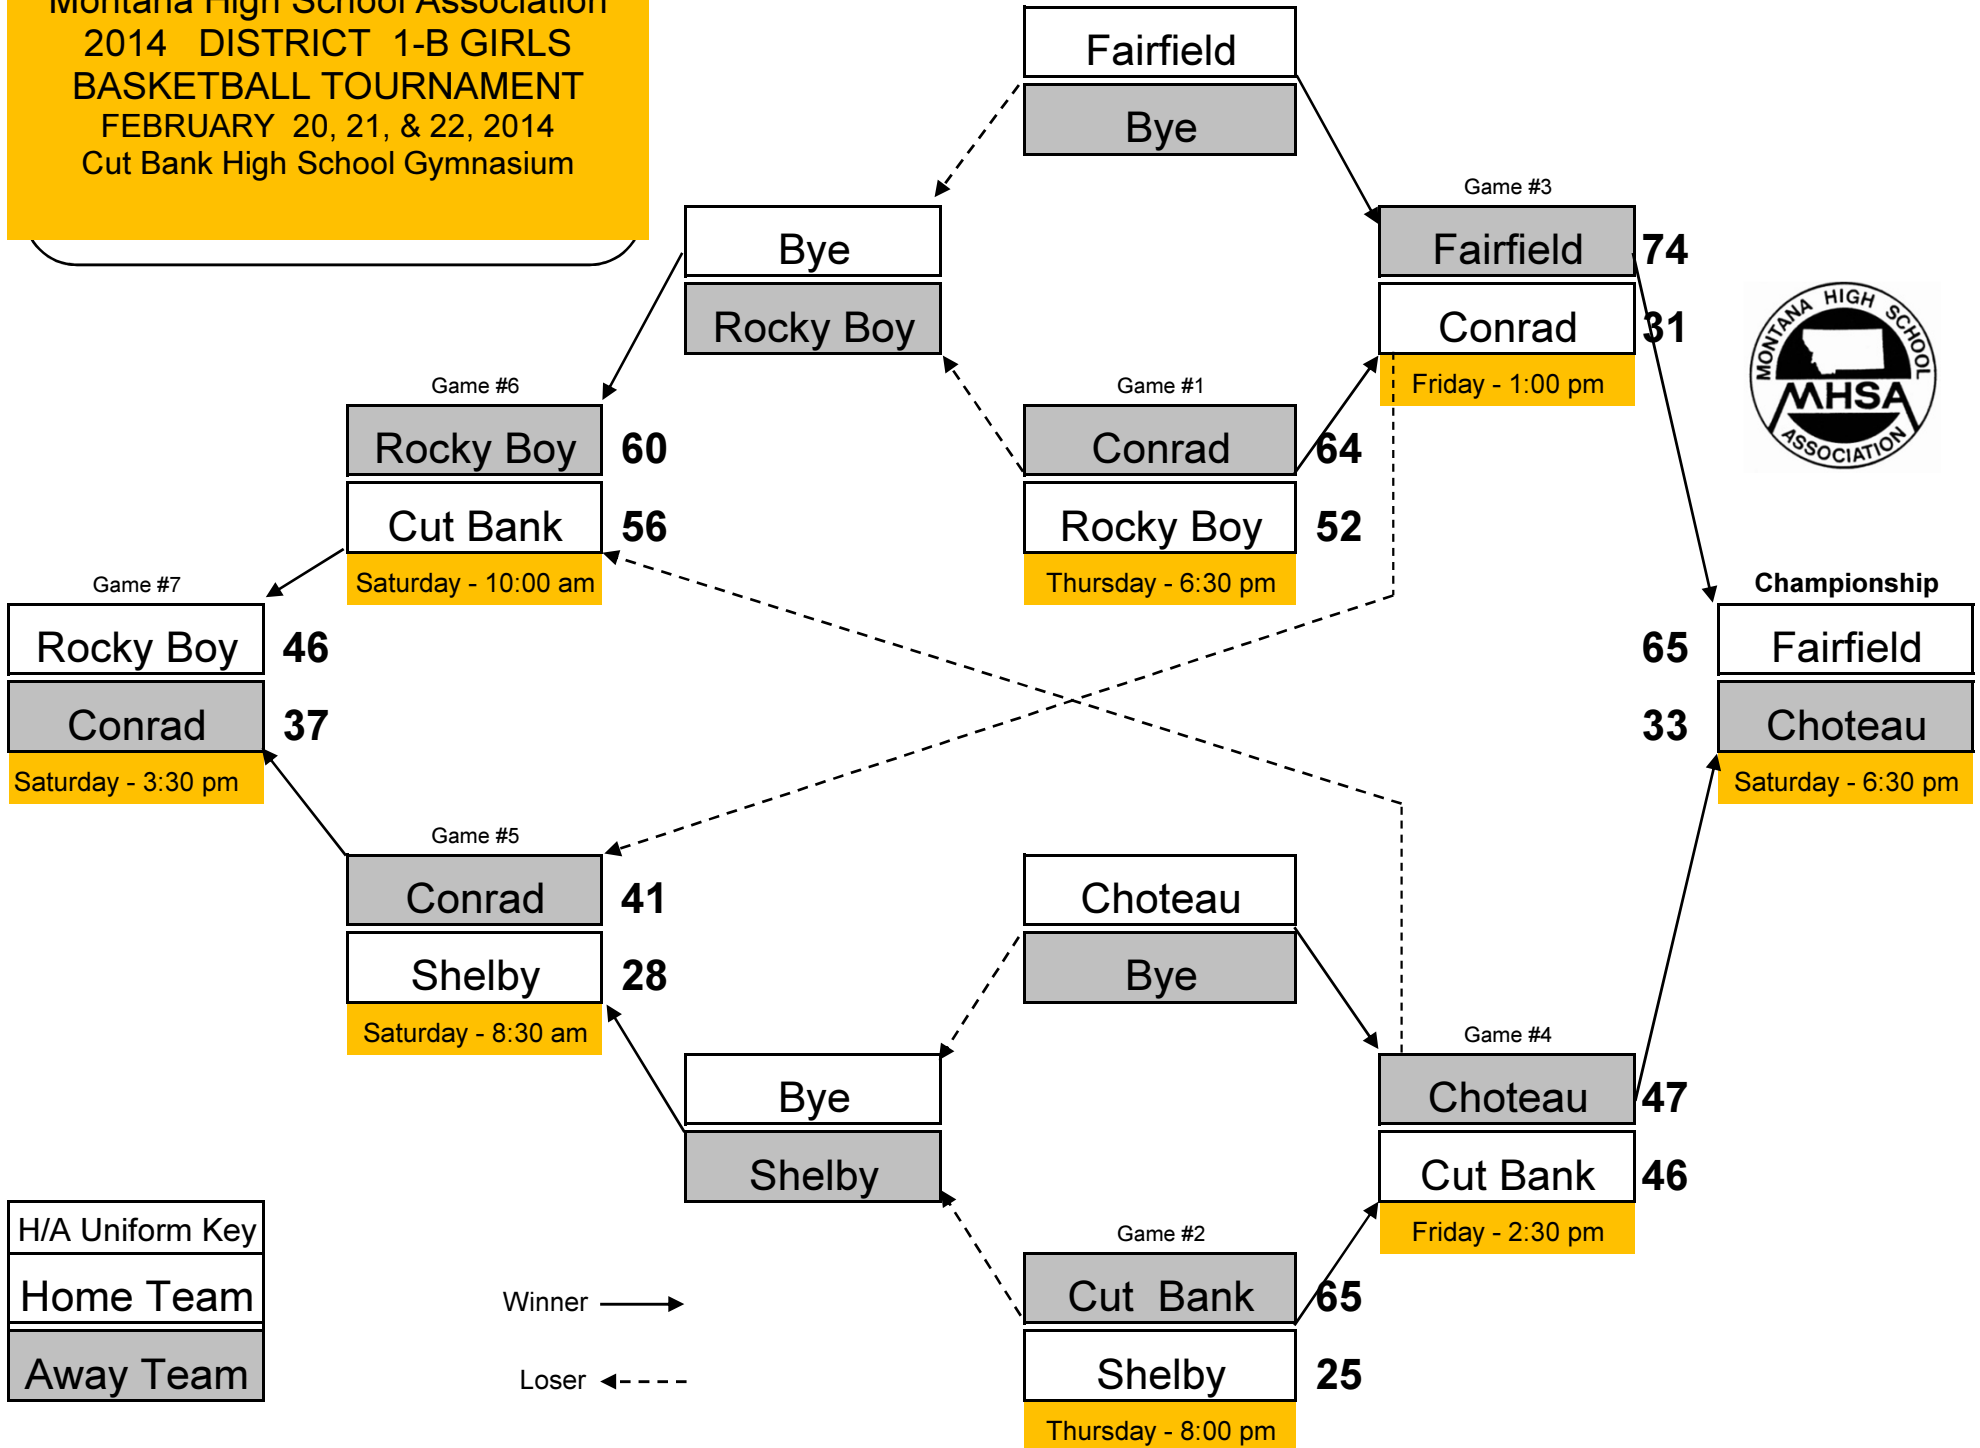 Montana High School Association
2014 DISTRICT 1-B GIRLS
BASKETBALL TOURNAMENT
FEBRUARY 20, 21, & 22, 2014
Cut Bank High School Gymnasium
Fairfield
Bye
Game #3
Fairfield 74
Conrad 31
Friday - 1:00 pm
MONTANA HIGH SCHOOL
MHSA
ASSOCIATION
Bye
Rocky Boy
Game #6
Rocky Boy 60
Cut Bank 56
Saturday - 10:00 am
Game #1
Conrad 64
Rocky Boy 52
Thursday - 6:30 pm
Game #7
Rocky Boy 46
Conrad 37
Saturday - 3:30 pm
Championship
65 Fairfield
33 Choteau
Saturday - 6:30 pm
Game #5
Conrad 41
Shelby 28
Saturday - 8:30 am
Choteau
Bye
Bye
Shelby
Game #4
Choteau 47
Cut Bank 46
Friday - 2:30 pm
Game #2
Cut Bank 65
Shelby 25
Thursday - 8:00 pm
H/A Uniform Key
Home Team
Away Team
Winner
Loser